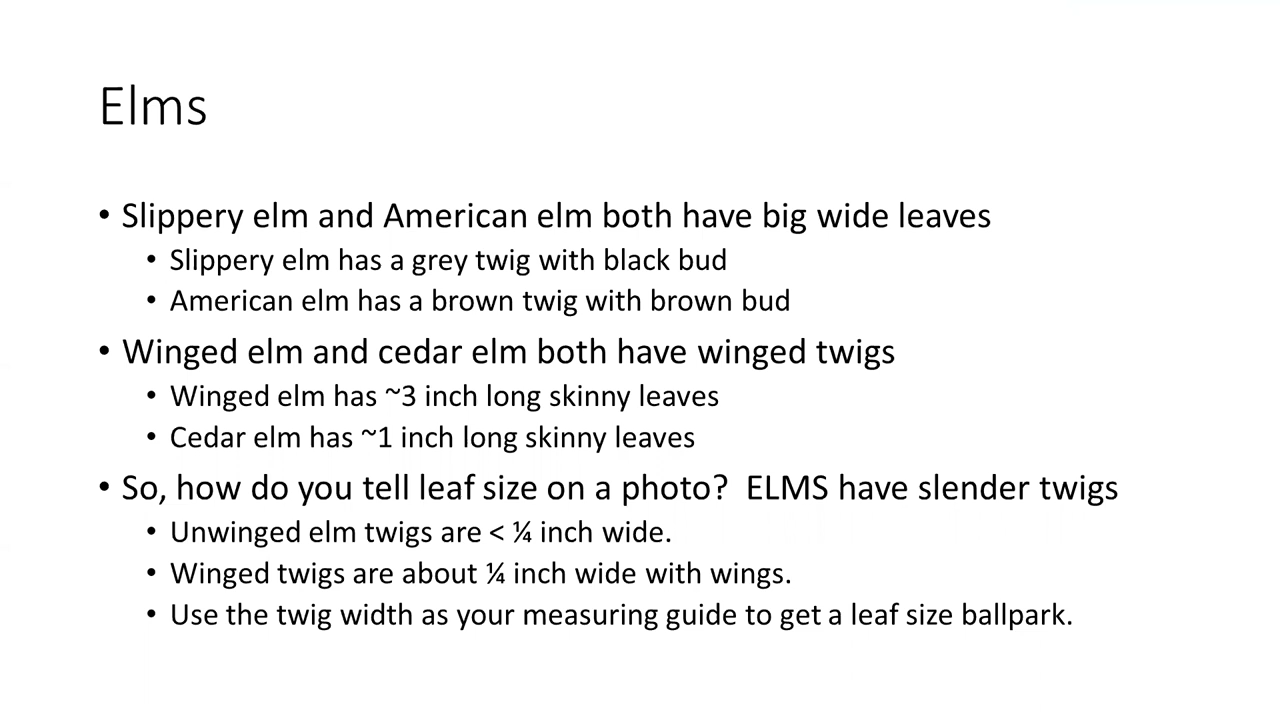 Elms
• Slippery elm and American elm both have big wide leaves
• Slippery elm has a grey twig with black bud
• American elm has a brown twig with brown bud
• Winged elm and cedar elm both have winged twigs
• Winged elm has ~3 inch long skinny leaves
• Cedar elm has ~1 inch long skinny leaves
• So, how do you tell leaf size on a photo?  ELMS have slender twigs
• Unwinged elm twigs are < ¼ inch wide.
• Winged twigs are about ¼ inch wide with wings.
• Use the twig width as your measuring guide to get a leaf size ballpark.